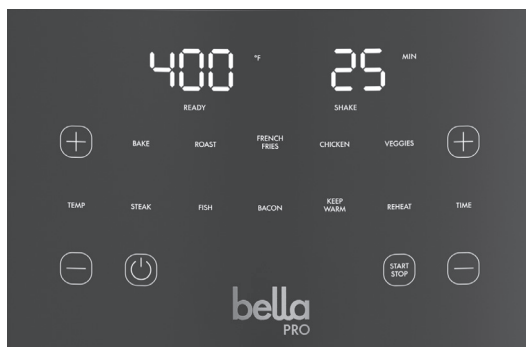 400 °F 25 MIN
READY SHAKE
BAKE ROAST FRENCH FRIES CHICKEN VEGGIES
TEMP STEAK FISH BACON KEEP WARM REHEAT TIME
START STOP
bella
PRO